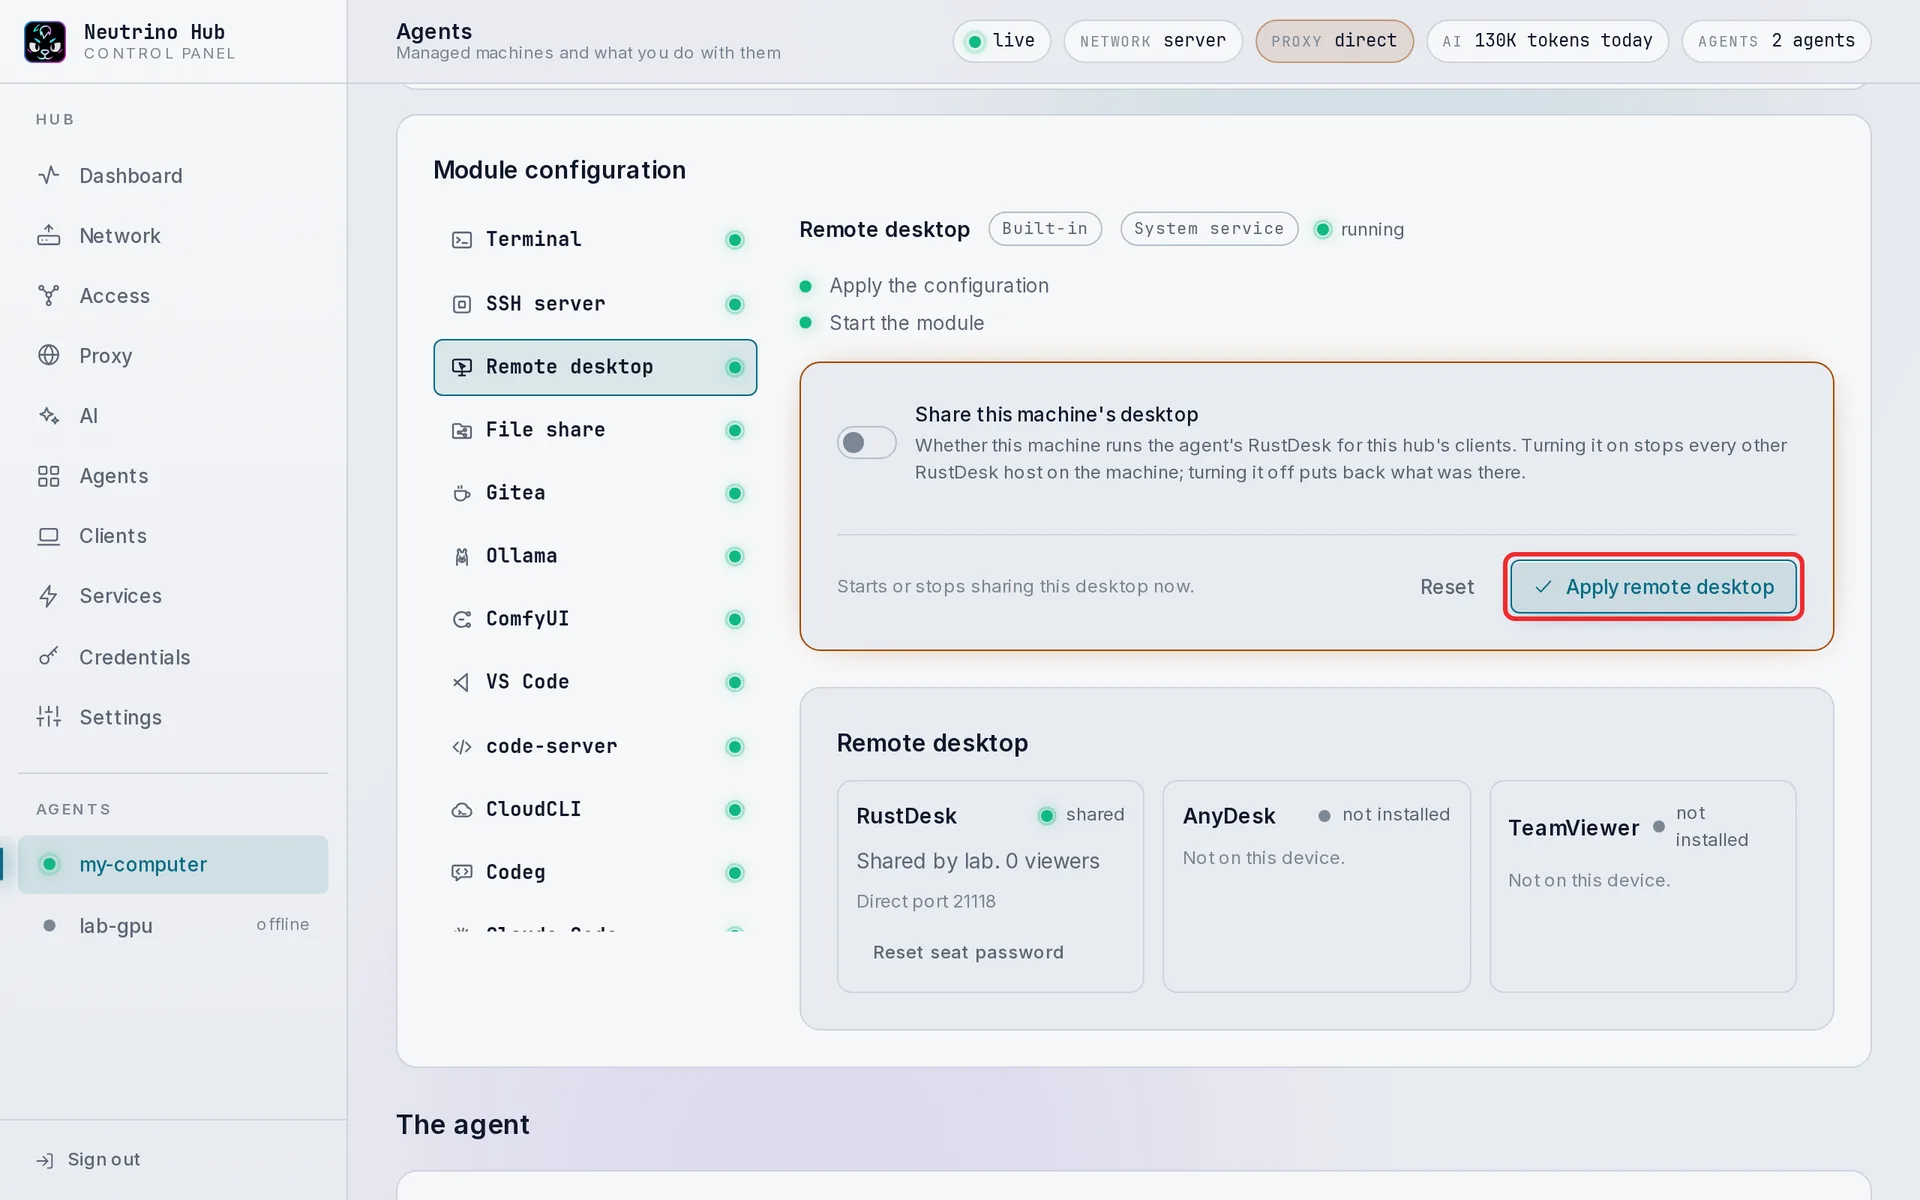 Neutrino Hub
CONTROL PANEL
Agents
Managed machines and what you do with them
live
NETWORK server
PROXY direct
AI 130K tokens today
AGENTS 2 agents
HUB
Dashboard
Network
Access
Proxy
AI
Agents
Clients
Services
Credentials
Settings
AGENTS
my-computer
lab-gpu offline
Sign out
Module configuration
Terminal
SSH server
Remote desktop
File share
Gitea
Ollama
ComfyUI
VS Code
code-server
CloudCLI
Codeg
Remote desktop Built-in System service running
Apply the configuration
Start the module
Share this machine's desktop
Whether this machine runs the agent's RustDesk for this hub's clients. Turning it on stops every other
RustDesk host on the machine; turning it off puts back what was there.
Starts or stops sharing this desktop now.
Reset
Apply remote desktop
Remote desktop
RustDesk shared
Shared by lab. 0 viewers
Direct port 21118
Reset seat password
AnyDesk not installed
Not on this device.
TeamViewer not
installed
Not on this device.
The agent